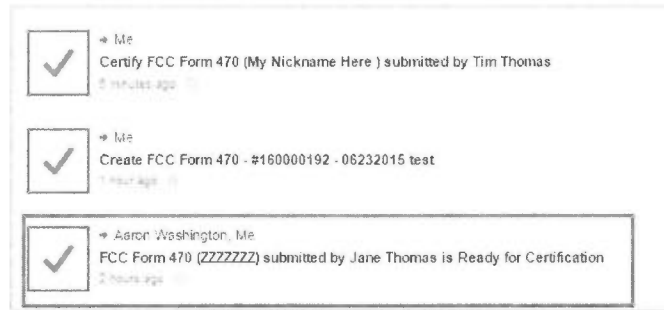 → Me
Certify FCC Form 470 (My Nickname Here ) submitted by Tim Thomas
5 minutes ago
→ Me
Create FCC Form 470 - #160000192 - 06232015 test
1 hour ago
→ Aaron Washington, Me
FCC Form 470 (ZZZZZZZ) submitted by Jane Thomas is Ready for Certification
2 hours ago